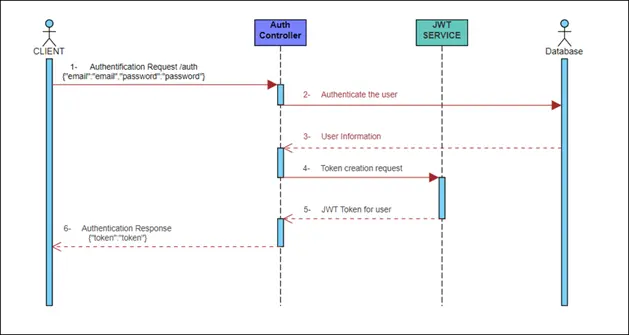 Auth
Controller
JWT
SERVICE
CLIENT
Database
1- Authentification Request /auth
{"email":"email","password":"password"}
2- Authenticate the user
3- User Information
4- Token creation request
5- JWT Token for user
6- Authentication Response
{"token":"token"}